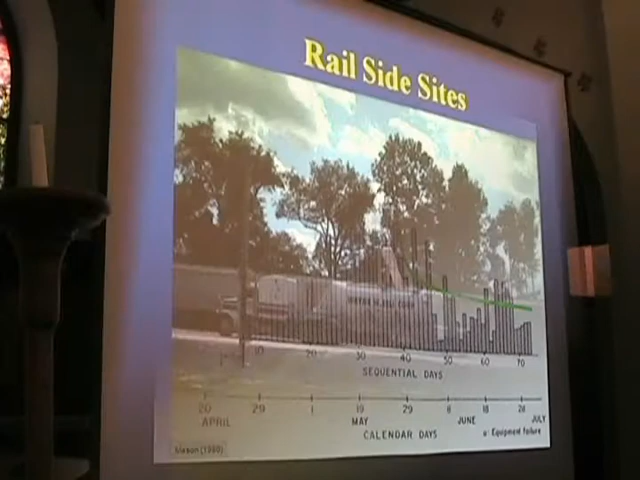 Rail Side Sites
10 20 30 40 50 60 70
SEQUENTIAL DAYS
20 29 1 19 29 8 18 28
APRIL MAY JUNE JULY
CALENDAR DAYS
: Equipment failure